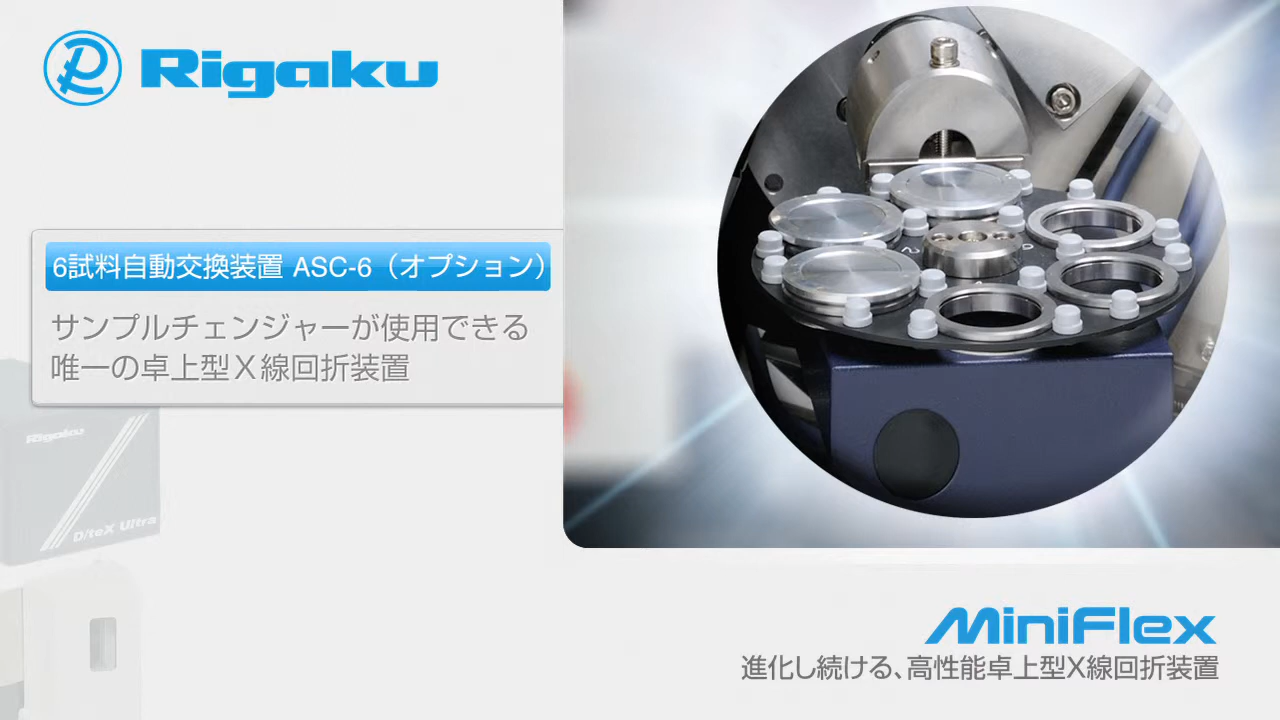 Rigaku
6試料自動交換装置 ASC-6（オプション）
サンプルチェンジャーが使用できる
唯一の卓上型X線回折装置
Rigaku
D/teX Ultra
MiniFlex
進化し続ける、高性能卓上型X線回折装置